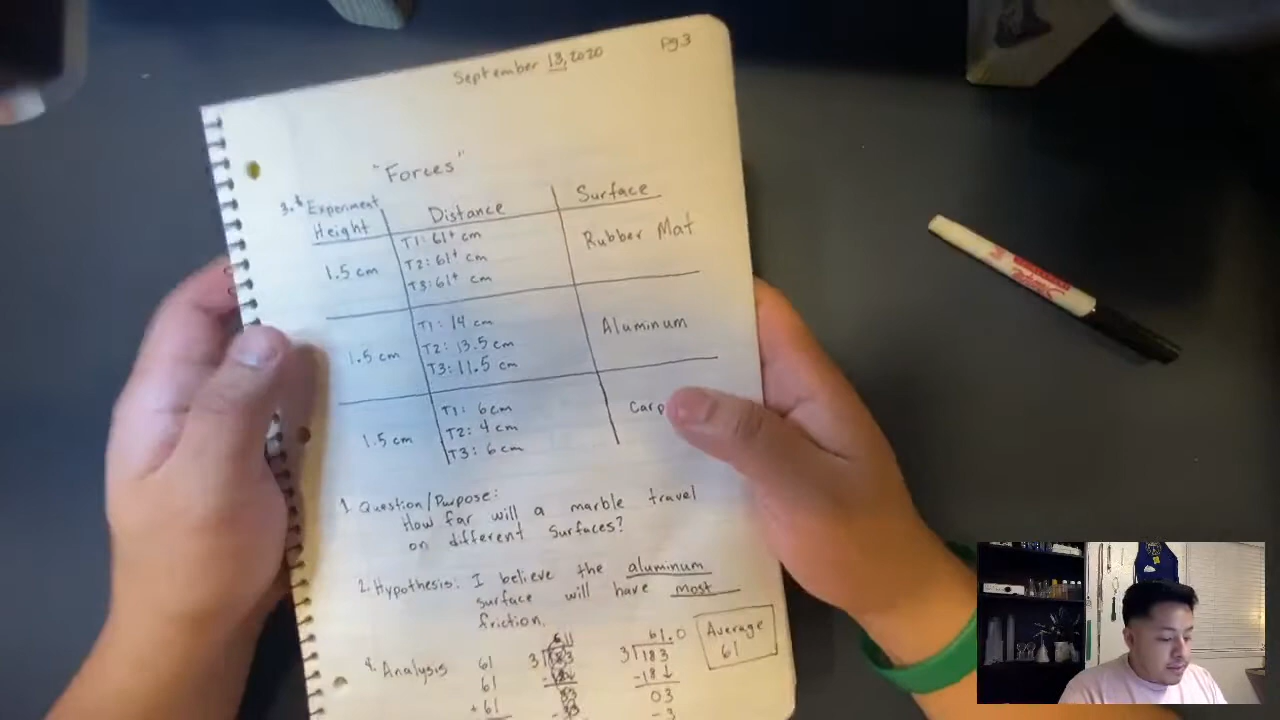 September 13, 2020
Pg 3
"Forces"
3.* Experiment
Height
Distance
Surface
1.5 cm
T1: 61+ cm
T2: 61+ cm
T3: 61+ cm
Rubber Mat
1.5 cm
T1: 14 cm
T2: 13.5 cm
T3: 11.5 cm
Aluminum
1.5 cm
T1: 6 cm
T2: 4 cm
T3: 6 cm
Carp
1. Question/Purpose:
How far will a marble travel
on different surfaces?
2. Hypothesis: I believe the aluminum
surface will have most
friction.
4. Analysis
61
61
+ 61
61.0
3 183
-18
03
-3
Average
61